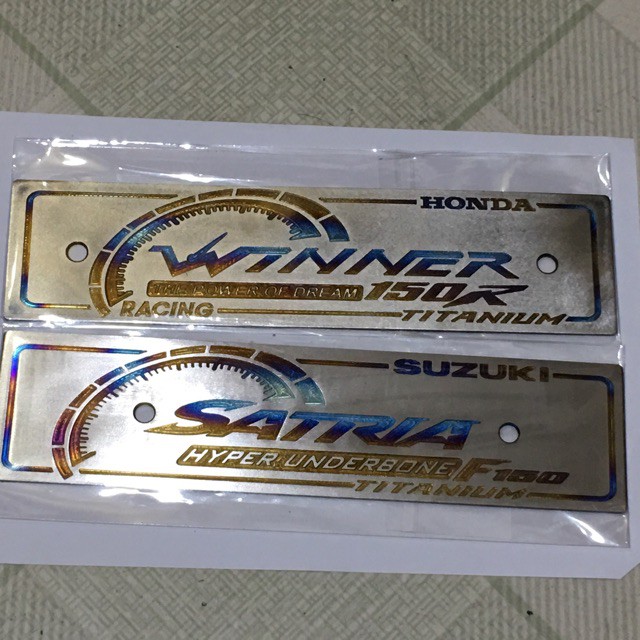 HONDA
WINNER
THE POWER OF DREAM 150R
RACING TITANIUM
SUZUKI
SATRIA
HYPER UNDERBONE F150
TITANIUM